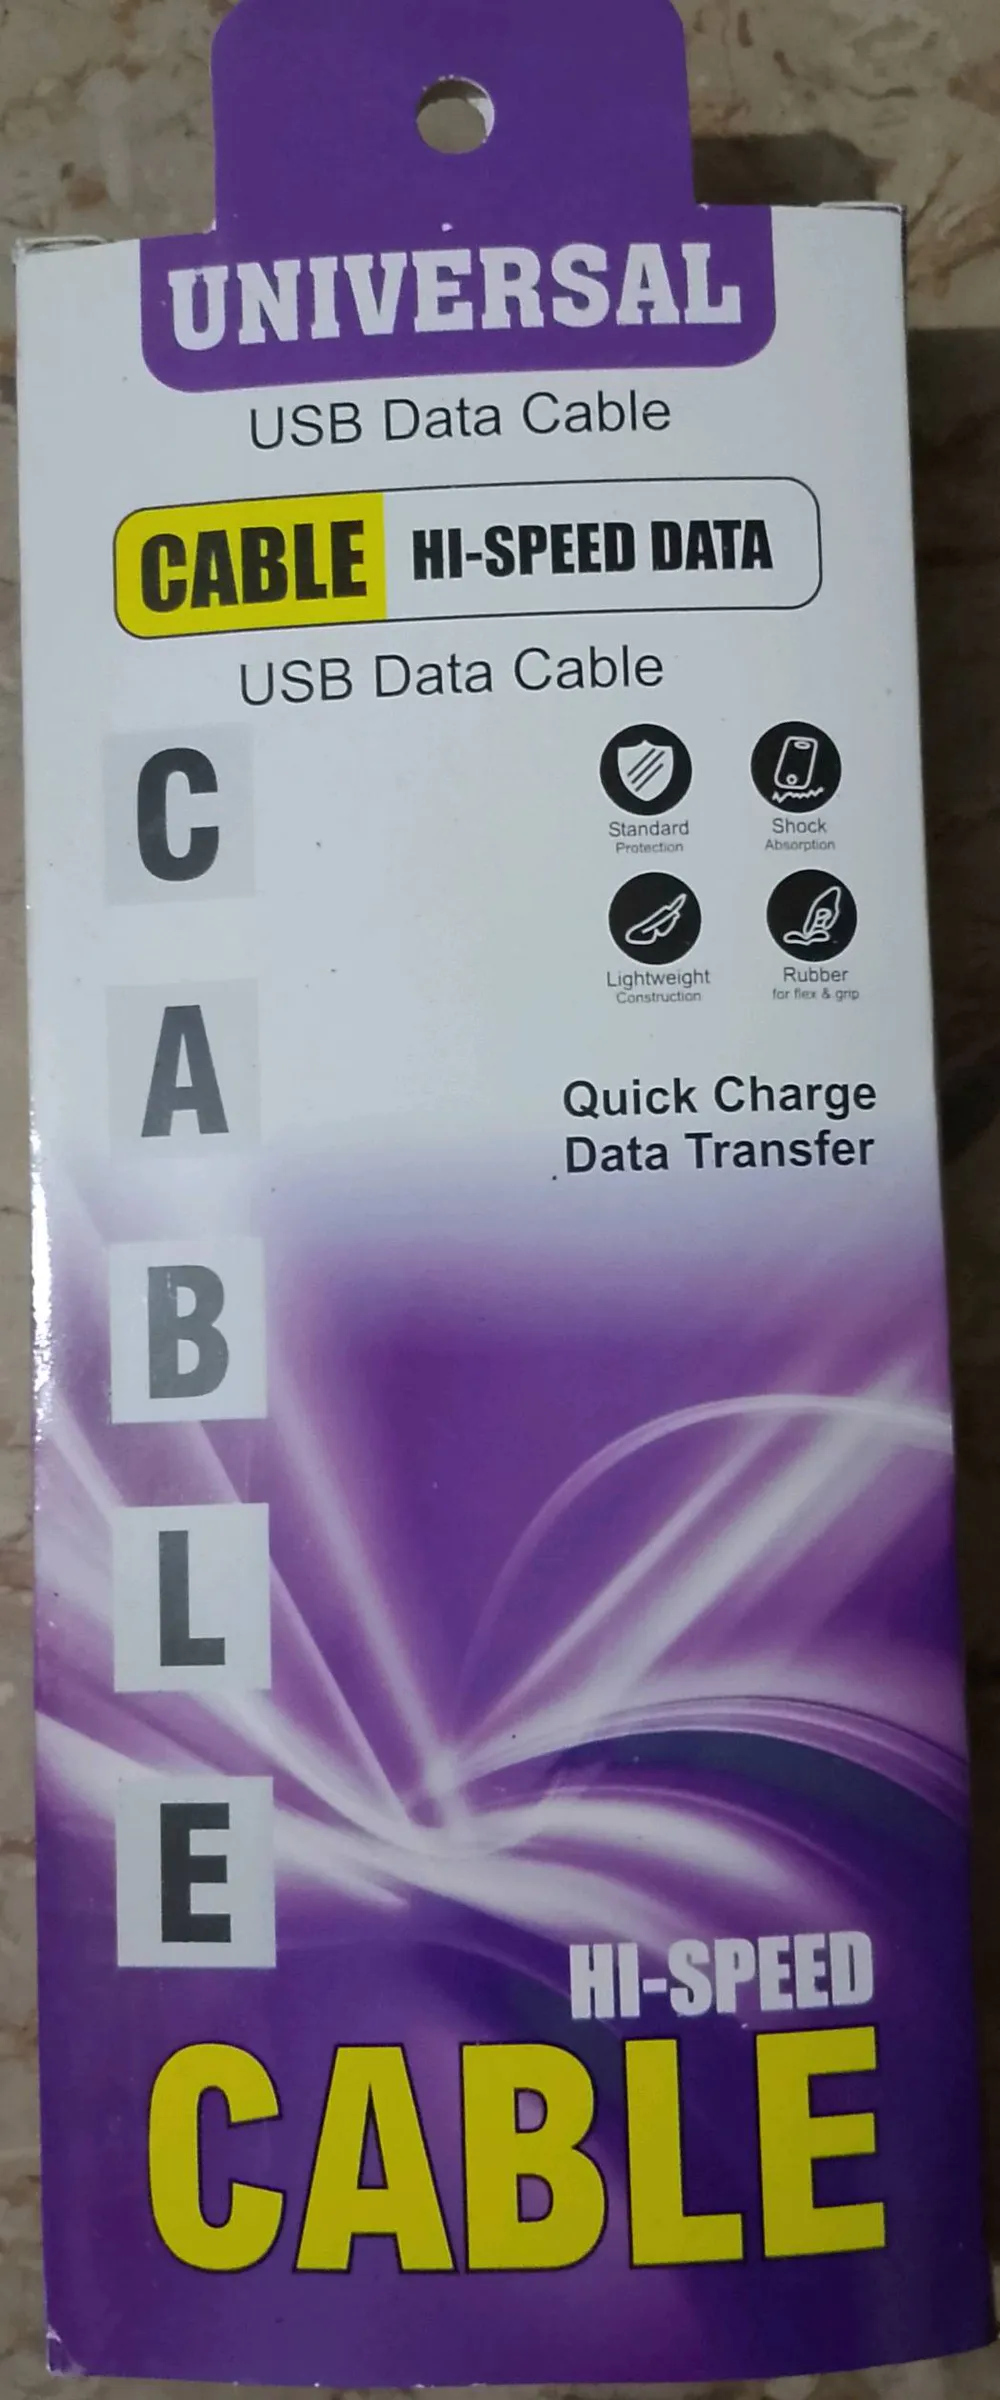 UNIVERSAL
USB Data Cable
CABLE HI-SPEED DATA
USB Data Cable
C
A
B
L
E
Standard
Protection
Shock
Absorption
Lightweight
Construction
Rubber
for flex & grip
Quick Charge
Data Transfer
HI-SPEED
CABLE